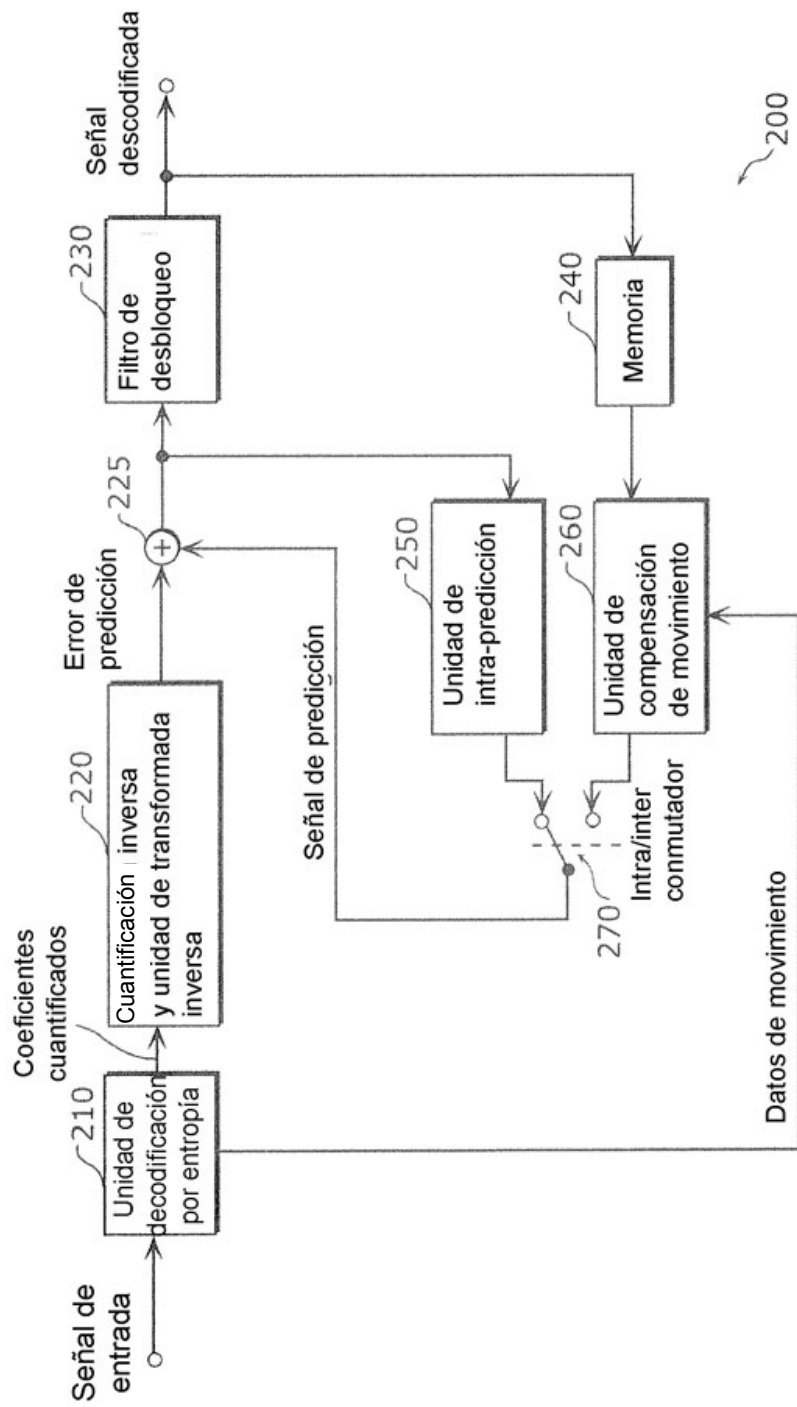 Señal de
entrada
210
Unidad de
decodificación
por entropía
Coeficientes
cuantificados
220
Cuantificación inversa
y unidad de transformada
inversa
Error de
predicción
225
+
230
Filtro de
desbloqueo
Señal
descodificada
Señal de predicción
250
Unidad de
intra-predicción
240
Memoria
260
Unidad de
compensación
de movimiento
270
Intra/inter
conmutador
Datos de movimiento
200